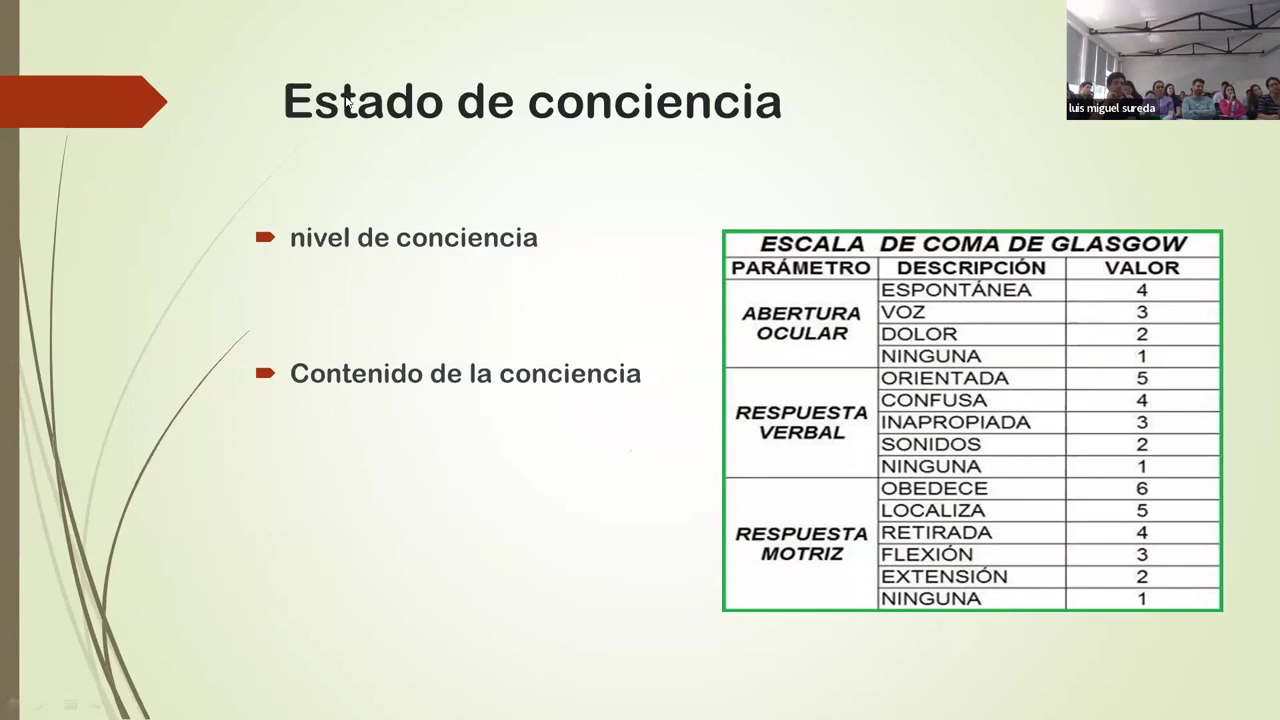 Estado de conciencia
luis miguel sureda
nivel de conciencia
Contenido de la conciencia
ESCALA DE COMA DE GLASGOW
PARÁMETRO DESCRIPCIÓN VALOR
ABERTURA OCULAR
ESPONTÁNEA 4
VOZ 3
DOLOR 2
NINGUNA 1
RESPUESTA VERBAL
ORIENTADA 5
CONFUSA 4
INAPROPIADA 3
SONIDOS 2
NINGUNA 1
RESPUESTA MOTRIZ
OBEDECE 6
LOCALIZA 5
RETIRADA 4
FLEXIÓN 3
EXTENSIÓN 2
NINGUNA 1